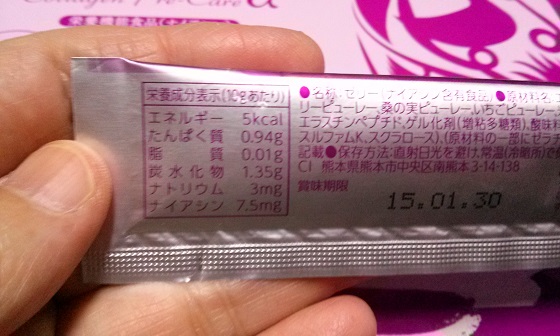 Collagen Pre-Care α
栄養機能食品(ナイアシン)
栄養成分表示(10gあたり)
エネルギー 5kcal
たんぱく質 0.94g
脂質 0.01g
炭水化物 1.35g
ナトリウム 3mg
ナイアシン 7.5mg
●名称:ゼリー(ナイアシン含有食品)●原材料名
リーピューレー、桑の実ピューレー、いちごピューレー
エラスチンペプチド、ゲル化剤(増粘多糖類)、酸味料
スルファムK、スクラロース)、(原材料の一部にゼラ
記載●保存方法:直射日光を避け、常温(冷暗所)
CI 熊本県熊本市中央区南熊本3-14-138
賞味期限
15.01.30